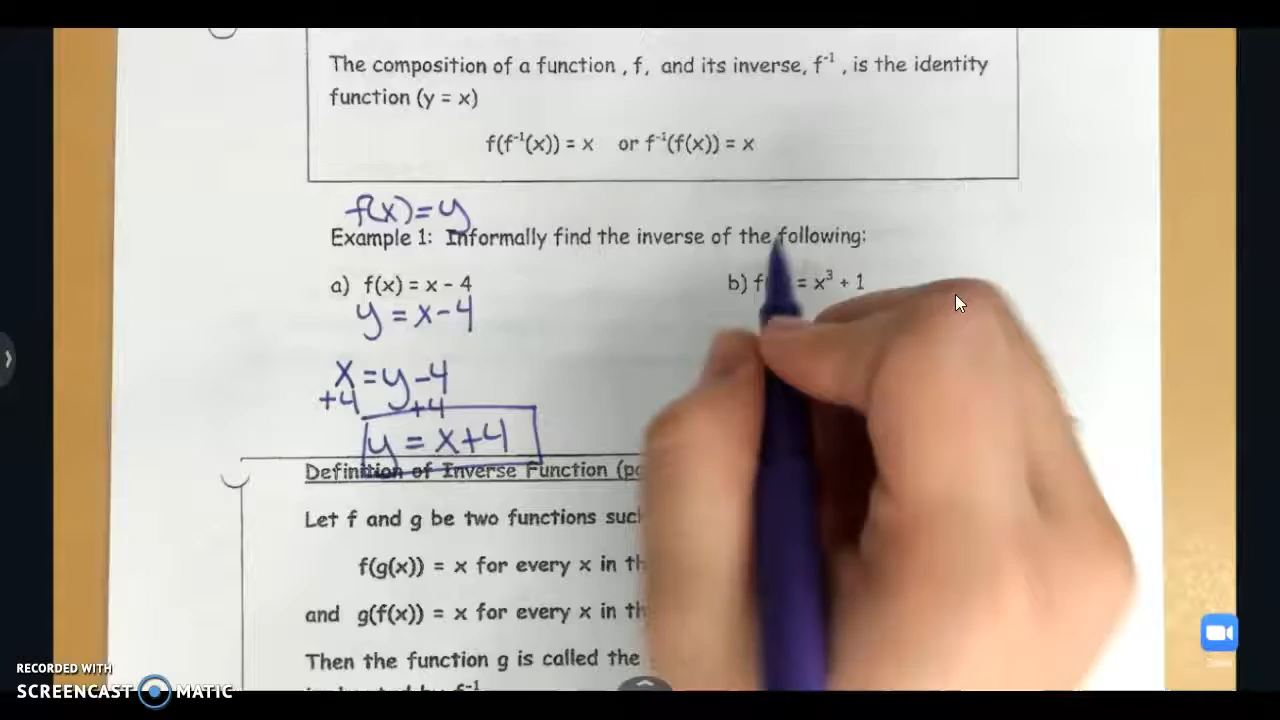 The composition of a function , f, and its inverse, f⁻¹ , is the identity
function (y = x)
f(f⁻¹(x)) = x or f⁻¹(f(x)) = x
f(x) = y
Example 1: Informally find the inverse of the following:
a) f(x) = x - 4
y = x - 4
x = y - 4
+4 +4
y = x + 4
b) f = x³ + 1
Definition of Inverse Function
Let f and g be two functions
f(g(x)) = x for every x in
and g(f(x)) = x for every x in
Then the function g is called the
RECORDED WITH
SCREENCAST MATIC